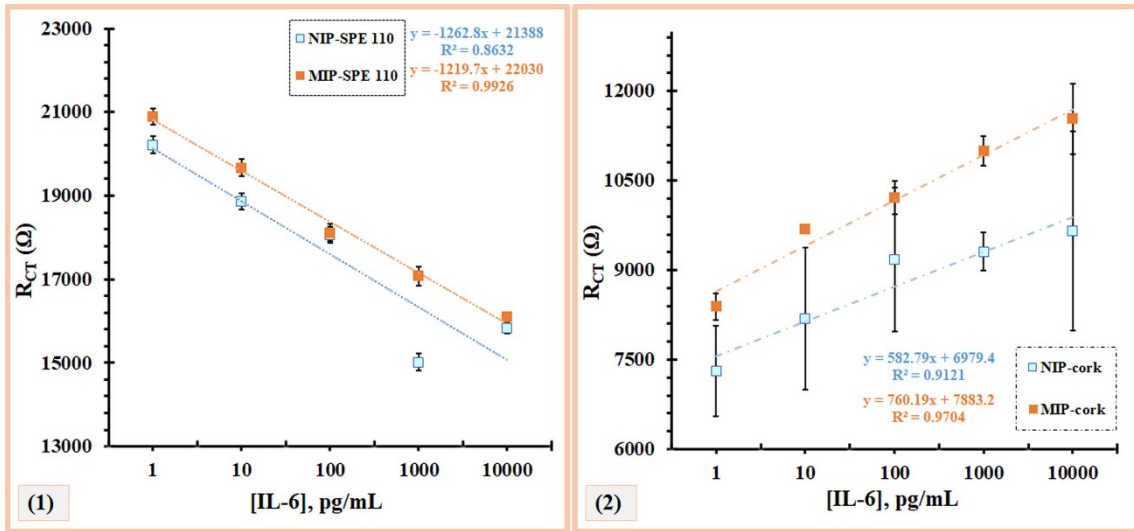 23000
21000
19000
17000
15000
13000
R_CT (Ω)
NIP-SPE 110
MIP-SPE 110
y = -1262.8x + 21388
R² = 0.8632
y = -1219.7x + 22030
R² = 0.9926
1 10 100 1000 10000
[IL-6], pg/mL
(1)
12000
10500
9000
7500
6000
R_CT (Ω)
y = 582.79x + 6979.4
R² = 0.9121
y = 760.19x + 7883.2
R² = 0.9704
NIP-cork
MIP-cork
1 10 100 1000 10000
[IL-6], pg/mL
(2)